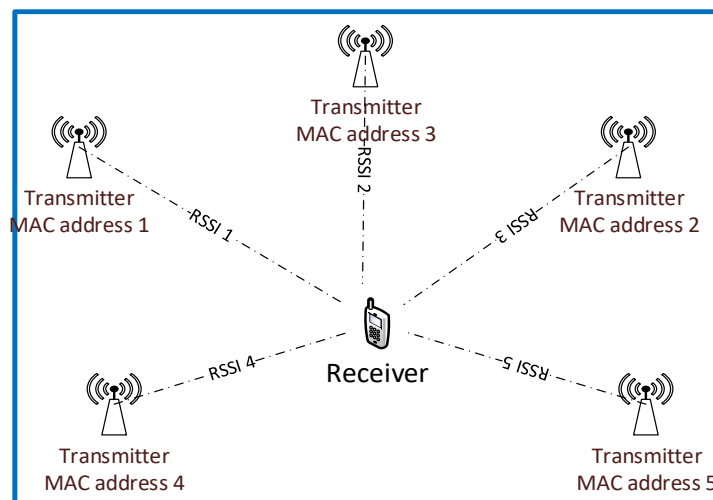 Transmitter
MAC address 3
Transmitter
MAC address 1
Transmitter
MAC address 2
RSSI 1
RSSI 2
RSSI 3
RSSI 4
RSSI 5
Receiver
Transmitter
MAC address 4
Transmitter
MAC address 5